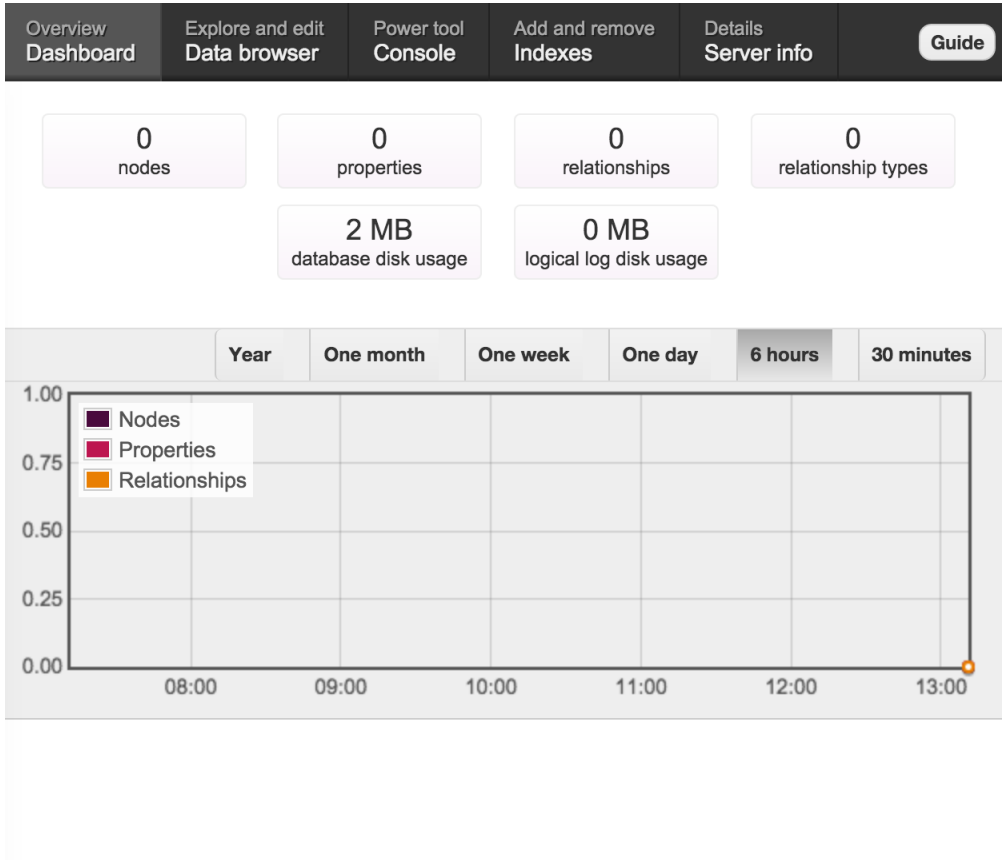 Overview
Dashboard
Explore and edit
Data browser
Power tool
Console
Add and remove
Indexes
Details
Server info
Guide
0
nodes
0
properties
0
relationships
0
relationship types
2 MB
database disk usage
0 MB
logical log disk usage
Year
One month
One week
One day
6 hours
30 minutes
1.00
0.75
0.50
0.25
0.00
Nodes
Properties
Relationships
08:00
09:00
10:00
11:00
12:00
13:00